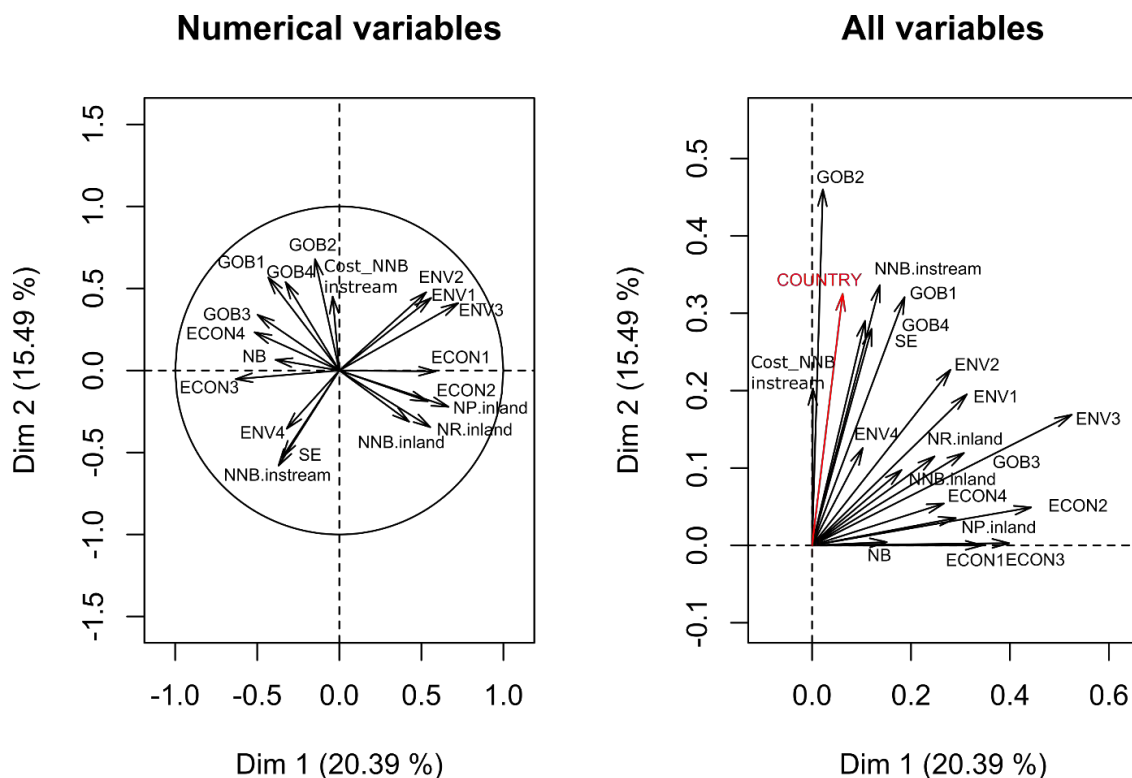 Numerical variables
Dim 2 (15.49 %)
1.5
1.0
0.5
0.0
-0.5
-1.0
-1.5
GOB2
GOB1
GOB4
Cost_NNB
instream
ENV2
ENV1
ENV3
GOB3
ECON4
NB
ECON1
ECON3
ECON2
NP.inland
ENV4
NR.inland
NNB.inland
SE
NNB.instream
-1.0 -0.5 0.0 0.5 1.0
Dim 1 (20.39 %)
All variables
Dim 2 (15.49 %)
0.5
0.4
0.3
0.2
0.1
0.0
-0.1
GOB2
COUNTRY
NNB.instream
GOB1
GOB4
SE
Cost_NNB
instream
ENV2
ENV1
ENV3
ENV4
NR.inland
GOB3
NNB.inland
ECON4
ECON2
NP.inland
NB
ECON1ECON3
0.0 0.2 0.4 0.6
Dim 1 (20.39 %)